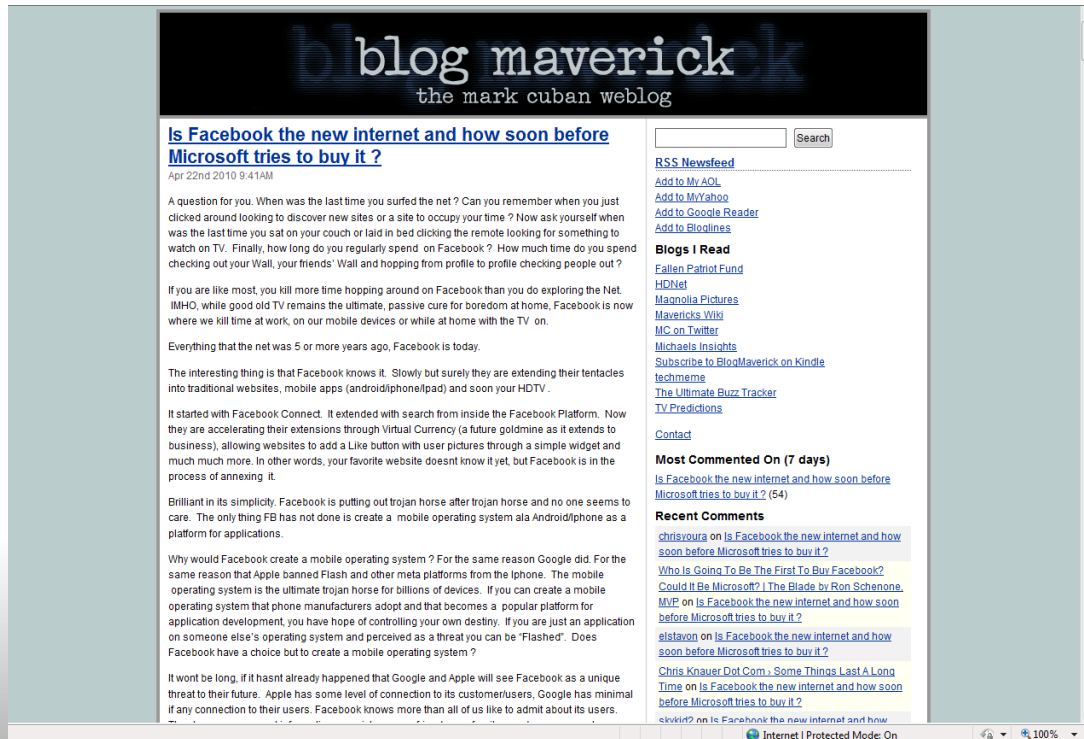 blog maverick
the mark cuban weblog
Is Facebook the new internet and how soon before
Microsoft tries to buy it ?
Apr 22nd 2010 9:41AM
A question for you. When was the last time you surfed the net ? Can you remember when you just
clicked around looking to discover new sites or a site to occupy your time ? Now ask yourself when
was the last time you sat on your couch or laid in bed clicking the remote looking for something to
watch on TV.  Finally, how long do you regularly spend  on Facebook ?  How much time do you spend
checking out your Wall, your friends' Wall and hopping from profile to profile checking people out ?
If you are like most, you kill more time hopping around on Facebook than you do exploring the Net.
IMHO, while good old TV remains the ultimate, passive cure for boredom at home, Facebook is now
where we kill time at work, on our mobile devices or while at home with the TV  on.
Everything that the net was 5 or more years ago, Facebook is today.
The interesting thing is that Facebook knows it.  Slowly but surely they are extending their tentacles
into traditional websites, mobile apps (android/iphone/Ipad) and soon your HDTV .
It started with Facebook Connect.  It extended with search from inside the Facebook Platform.  Now
they are accelerating their extensions through Virtual Currency (a future goldmine as it extends to
business), allowing websites to add a Like button with user pictures through a simple widget and
much much more. In other words, your favorite website doesnt know it yet, but Facebook is in the
process of annexing  it.
Brilliant in its simplicity. Facebook is putting out trojan horse after trojan horse and no one seems to
care.  The only thing FB has not done is create a  mobile operating system ala Android/Iphone as a
platform for applications.
Why would Facebook create a mobile operating system ? For the same reason Google did. For the
same reason that Apple banned Flash and other meta platforms from the Iphone.  The mobile
operating system is the ultimate trojan horse for billions of devices.  If you can create a mobile
operating system that phone manufacturers adopt and that becomes a  popular platform for
application development, you have hope of controlling your own destiny.  If you are just an application
on someone else's operating system and perceived as a threat you can be "Flashed".  Does
Facebook have a choice but to create a mobile operating system ?
It wont be long, if it hasnt already happened that Google and Apple will see Facebook as a unique
threat to their future.  Apple has some level of connection to its customer/users, Google has minimal
if any connection to their users. Facebook knows more than all of us like to admit about its users.
Search
RSS Newsfeed
Add to My AOL
Add to MyYahoo
Add to Google Reader
Add to Bloglines
Blogs I Read
Fallen Patriot Fund
HDNet
Magnolia Pictures
Mavericks Wiki
MC on Twitter
Michaels Insights
Subscribe to BlogMaverick on Kindle
techmeme
The Ultimate Buzz Tracker
TV Predictions
Contact
Most Commented On (7 days)
Is Facebook the new internet and how soon before
Microsoft tries to buy it ? (54)
Recent Comments
chrisyoura on Is Facebook the new internet and how
soon before Microsoft tries to buy it ?
Who Is Going To Be The First To Buy Facebook?
Could It Be Microsoft? | The Blade by Ron Schenone,
MVP on Is Facebook the new internet and how soon
before Microsoft tries to buy it ?
elstavon on Is Facebook the new internet and how
soon before Microsoft tries to buy it ?
Chris Knauer Dot Com › Some Things Last A Long
Time on Is Facebook the new internet and how soon
before Microsoft tries to buy it ?
skykid2 on Is Facebook the new internet and how
Internet | Protected Mode: On
100%